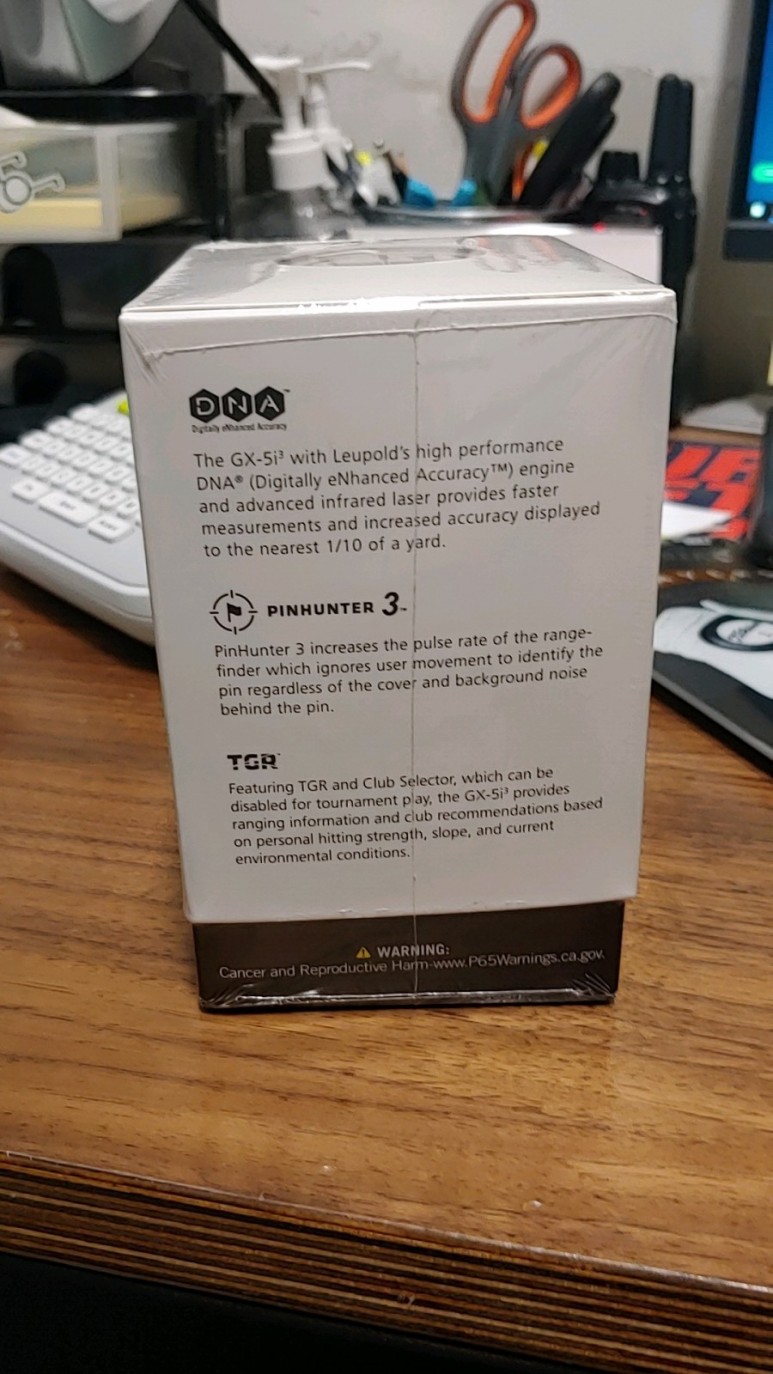 DNA™
Digitally eNhanced Accuracy
The GX-5i³ with Leupold's high performance
DNA® (Digitally eNhanced Accuracy™) engine
and advanced infrared laser provides faster
measurements and increased accuracy displayed
to the nearest 1/10 of a yard.
PINHUNTER 3™
PinHunter 3 increases the pulse rate of the range-
finder which ignores user movement to identify the
pin regardless of the cover and background noise
behind the pin.
TGR™
Featuring TGR and Club Selector, which can be
disabled for tournament play, the GX-5i³ provides
ranging information and club recommendations based
on personal hitting strength, slope, and current
environmental conditions.
⚠ WARNING:
Cancer and Reproductive Harm-www.P65Warnings.ca.gov.